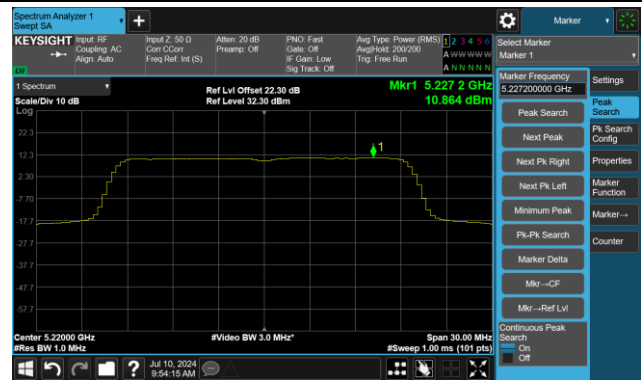 Spectrum Analyzer 1
Swept SA
Marker
KEYSIGHT
Input: RF
Coupling: AC
Align: Auto
Input Z: 50 Ω
Corr CCorr
Freq Ref: Int (S)
Atten: 20 dB
Preamp: Off
PNO: Fast
Gate: Off
IF Gain: Low
Sig Track: Off
Avg Type: Power (RMS)
Avg|Hold: 200/200
Trig: Free Run
1 2 3 4 5 6
A W W W W W
A N N N N N
LXI
Select Marker
Marker 1
1 Spectrum
Scale/Div 10 dB
Ref Lvl Offset 22.30 dB
Ref Level 32.30 dBm
Mkr1 5.227 2 GHz
10.864 dBm
Log
22.3
12.3
2.30
-7.70
-17.7
-27.7
-37.7
-47.7
-57.7
1
Center 5.22000 GHz
#Res BW 1.0 MHz
#Video BW 3.0 MHz*
Span 30.00 MHz
#Sweep 1.00 ms (101 pts)
Marker Frequency
5.227200000 GHz
Peak Search
Next Peak
Next Pk Right
Next Pk Left
Minimum Peak
Pk-Pk Search
Marker Delta
Mkr→CF
Mkr→Ref Lvl
Continuous Peak
Search
On
Off
Settings
Peak
Search
Pk Search
Config
Properties
Marker
Function
Marker→
Counter
?
Jul 10, 2024
9:54:15 AM